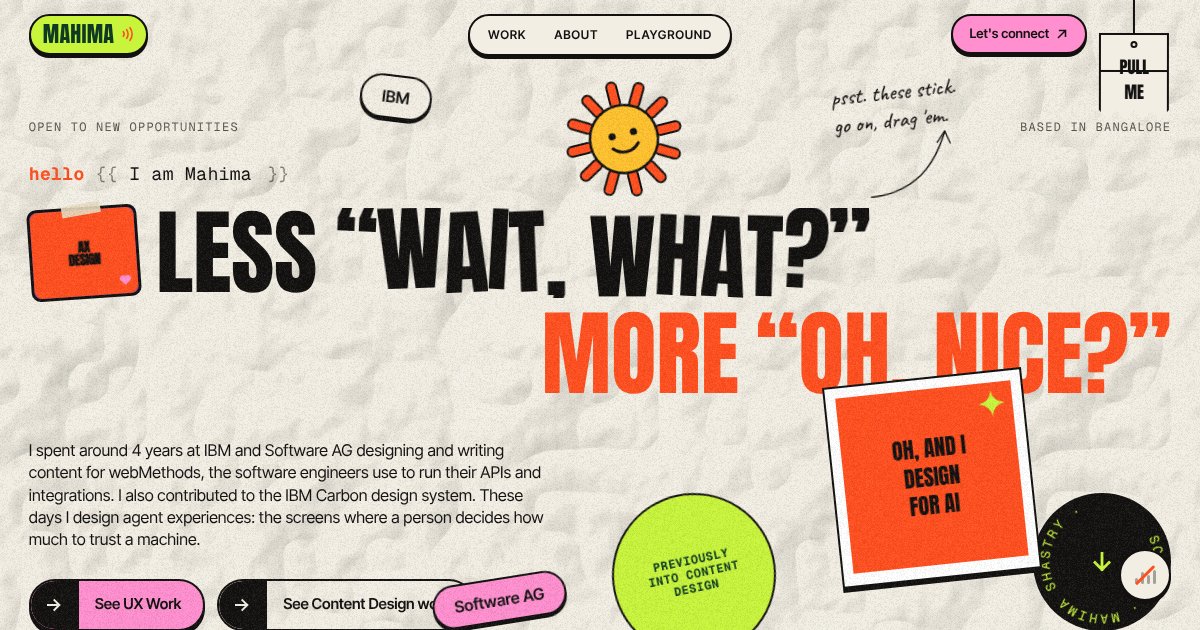 MAHIMA
WORK ABOUT PLAYGROUND
Let's connect
PULL
ME
IBM
psst. these stick.
go on, drag 'em.
OPEN TO NEW OPPORTUNITIES
BASED IN BANGALORE
hello {{ I am Mahima }}
AX
DESIGN
LESS “WAIT, WHAT?”
MORE “OH, NICE?”
OH, AND I
DESIGN
FOR AI
I spent around 4 years at IBM and Software AG designing and writing
content for webMethods, the software engineers use to run their APIs and
integrations. I also contributed to the IBM Carbon design system. These
days I design agent experiences: the screens where a person decides how
much to trust a machine.
PREVIOUSLY
INTO CONTENT
DESIGN
See UX Work
See Content Design wo
Software AG
MAHIMA SHASTRY · SC